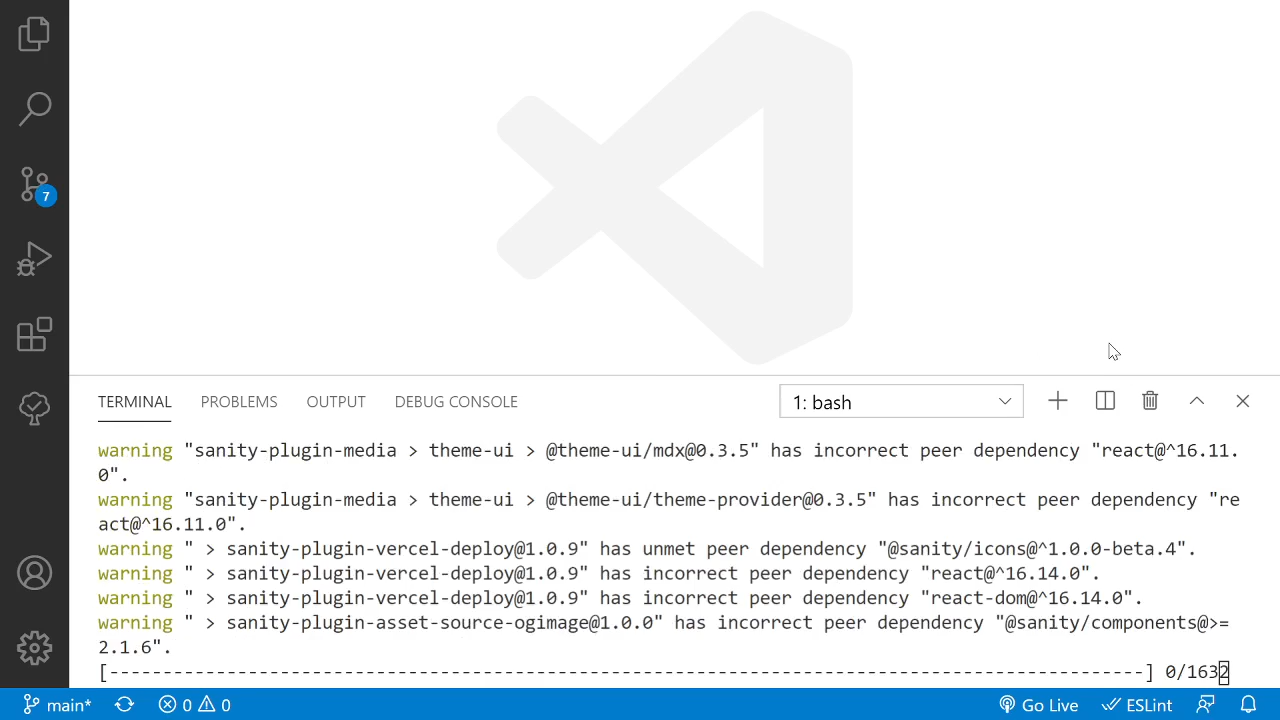 7
TERMINAL
PROBLEMS
OUTPUT
DEBUG CONSOLE
1: bash
warning "sanity-plugin-media > theme-ui > @theme-ui/mdx@0.3.5" has incorrect peer dependency "react@^16.11.
0".
warning "sanity-plugin-media > theme-ui > @theme-ui/theme-provider@0.3.5" has incorrect peer dependency "re
act@^16.11.0".
warning " > sanity-plugin-vercel-deploy@1.0.9" has unmet peer dependency "@sanity/icons@^1.0.0-beta.4".
warning " > sanity-plugin-vercel-deploy@1.0.9" has incorrect peer dependency "react@^16.14.0".
warning " > sanity-plugin-vercel-deploy@1.0.9" has incorrect peer dependency "react-dom@^16.14.0".
warning " > sanity-plugin-asset-source-ogimage@1.0.0" has incorrect peer dependency "@sanity/components@>=
2.1.6".
[-------------------------------------------------------------------------------------------------] 0/1632
main* 0 0 Go Live ESLint